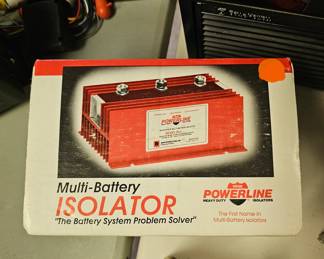 POWERLINE
Multi-Battery
ISOLATOR
"The Battery System Problem Solver"
POWERLINE
HEAVY DUTY ISOLATORS
The First Name in
Multi-Battery Isolators